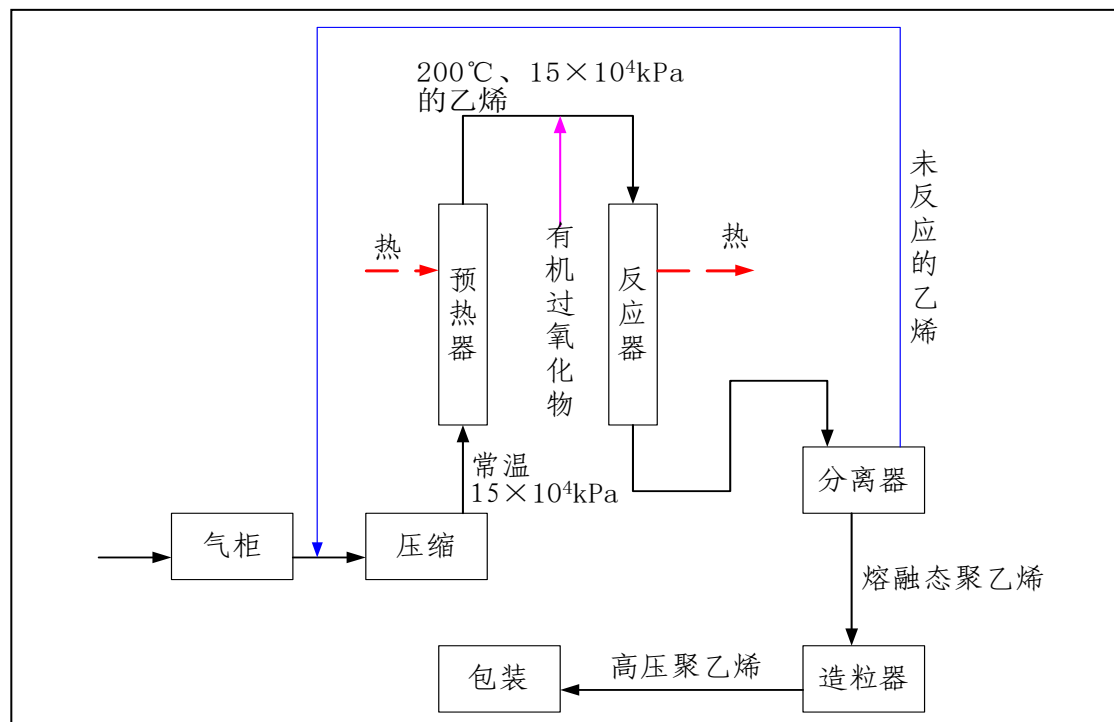 200℃、15×10⁴kPa
的乙烯
未反应的乙烯
热
预热器
有机过氧化物
反应器
热
常温
15×10⁴kPa
分离器
气柜
压缩
熔融态聚乙烯
包装
高压聚乙烯
造粒器